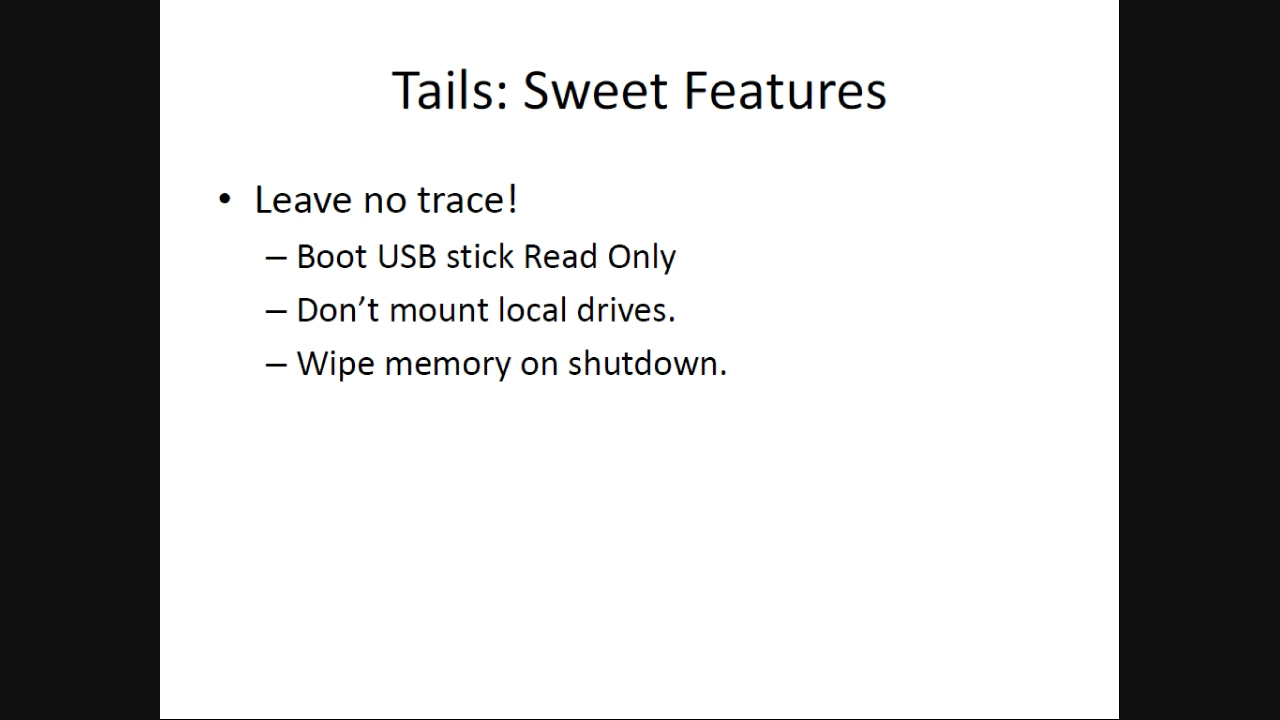 Tails: Sweet Features
• Leave no trace!
– Boot USB stick Read Only
– Don’t mount local drives.
– Wipe memory on shutdown.